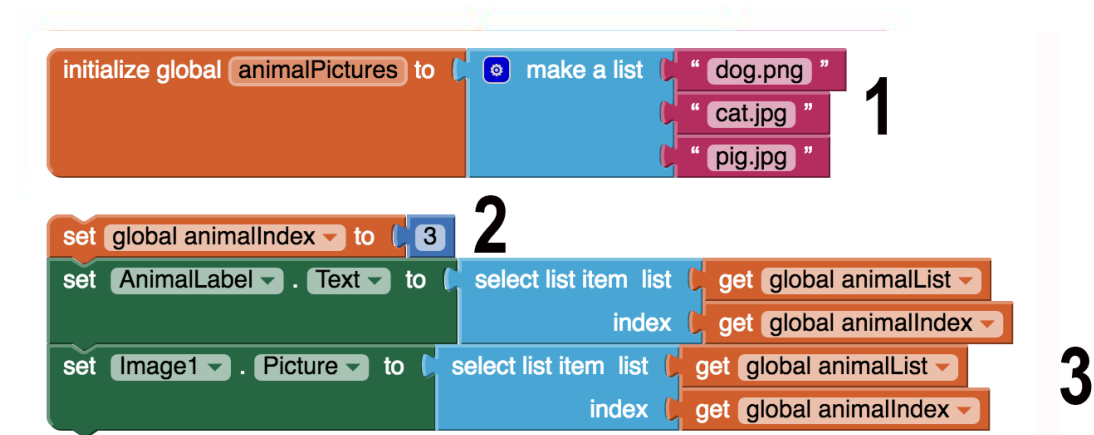 initialize global animalPictures to make a list " dog.png "
1
" cat.jpg "
" pig.jpg "
2
set global animalIndex to 3
set AnimalLabel . Text to select list item list get global animalList
index get global animalIndex
set Image1 . Picture to select list item list get global animalList
3
index get global animalIndex